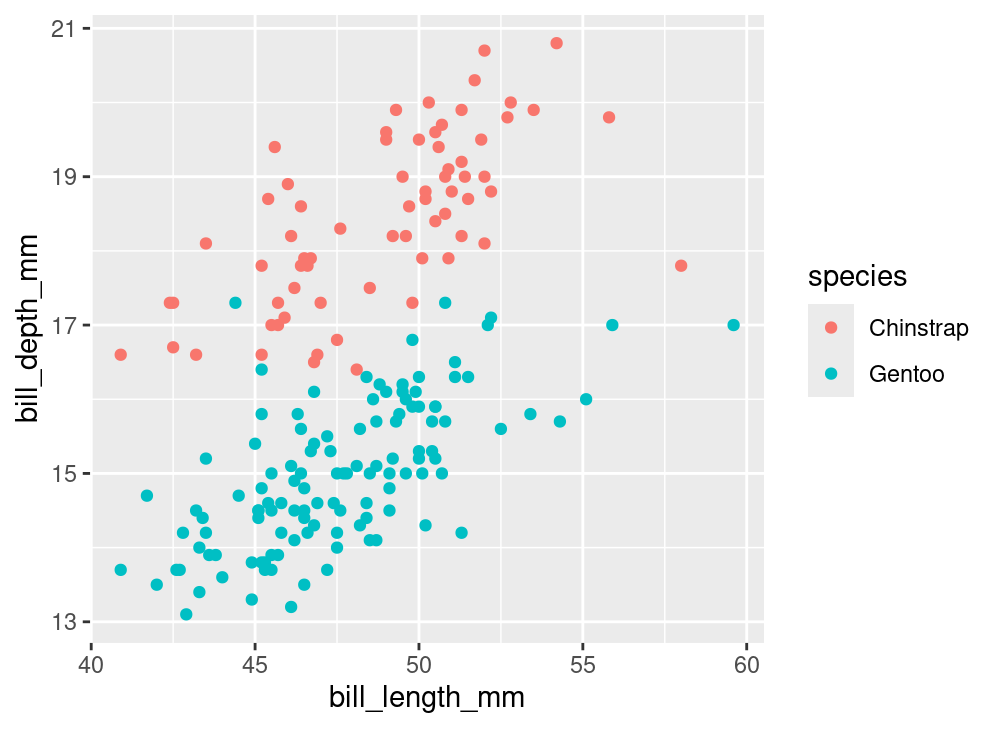 21
19
17
15
13
bill_depth_mm
40 45 50 55 60
bill_length_mm
species
Chinstrap
Gentoo